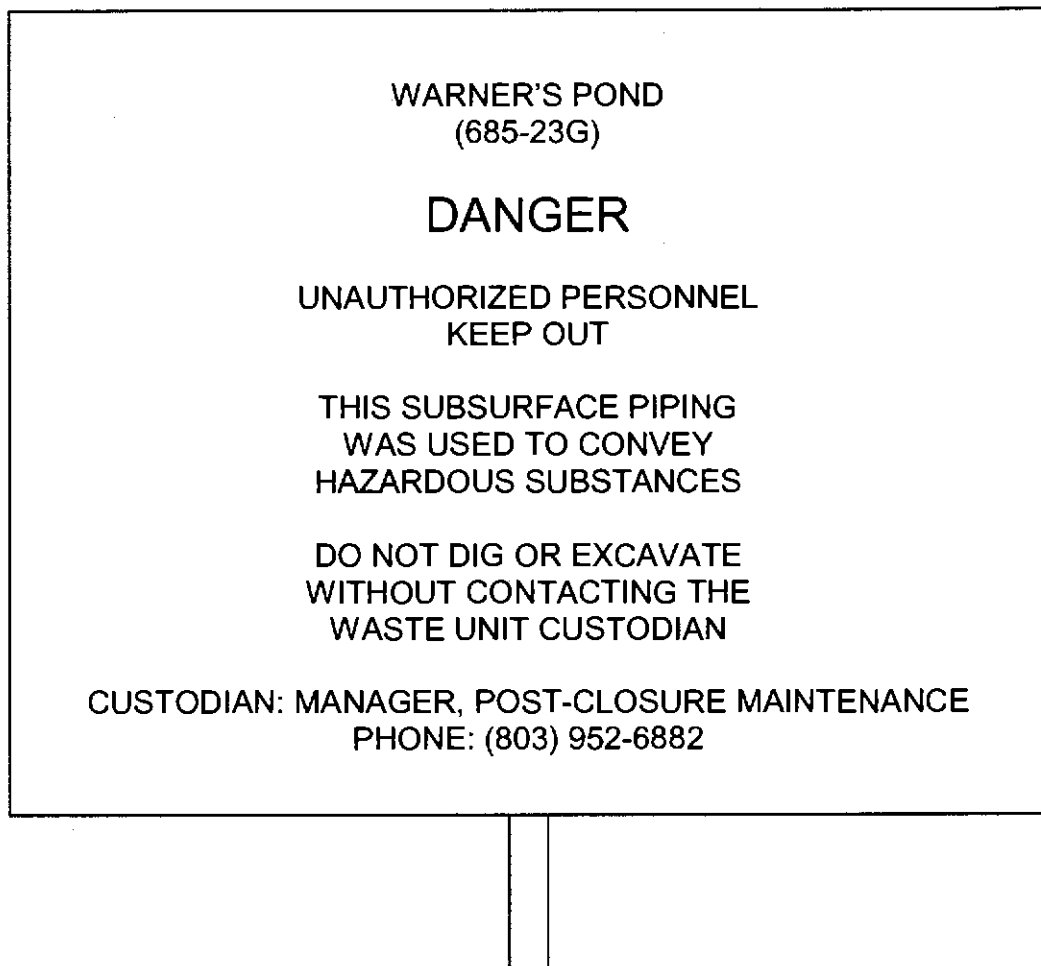 WARNER'S POND
(685-23G)
DANGER
UNAUTHORIZED PERSONNEL
KEEP OUT
THIS SUBSURFACE PIPING
WAS USED TO CONVEY
HAZARDOUS SUBSTANCES
DO NOT DIG OR EXCAVATE
WITHOUT CONTACTING THE
WASTE UNIT CUSTODIAN
CUSTODIAN: MANAGER, POST-CLOSURE MAINTENANCE
PHONE: (803) 952-6882